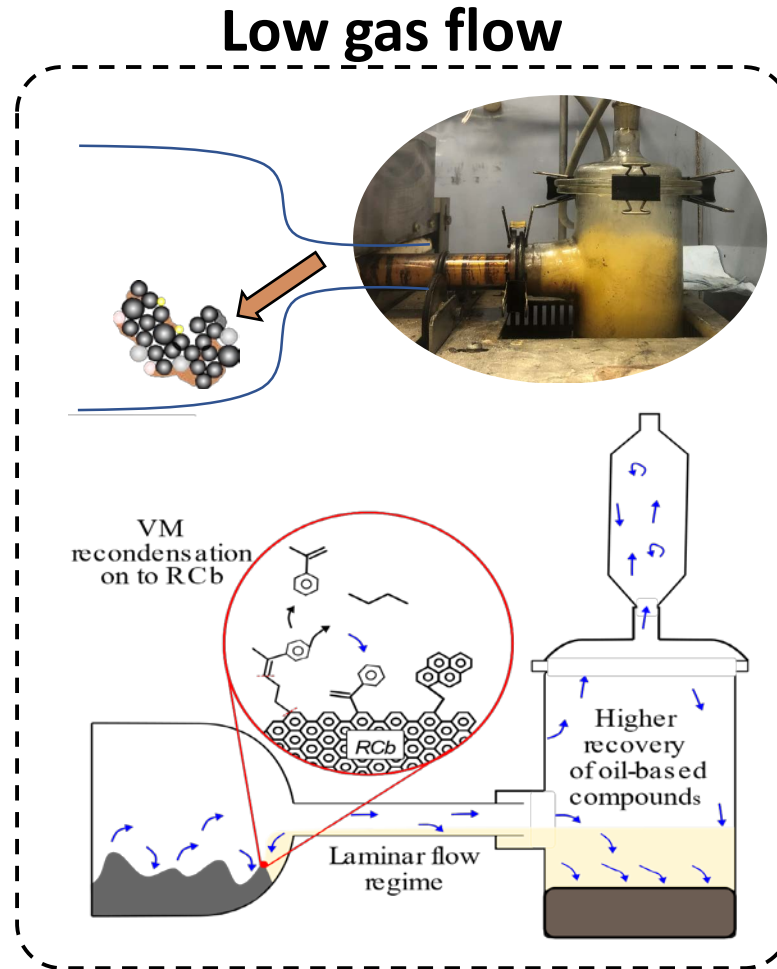 Low gas flow
VM
recondensation
on to RCb
RCb
Higher
recovery
of oil-based
compounds
Laminar flow
regime